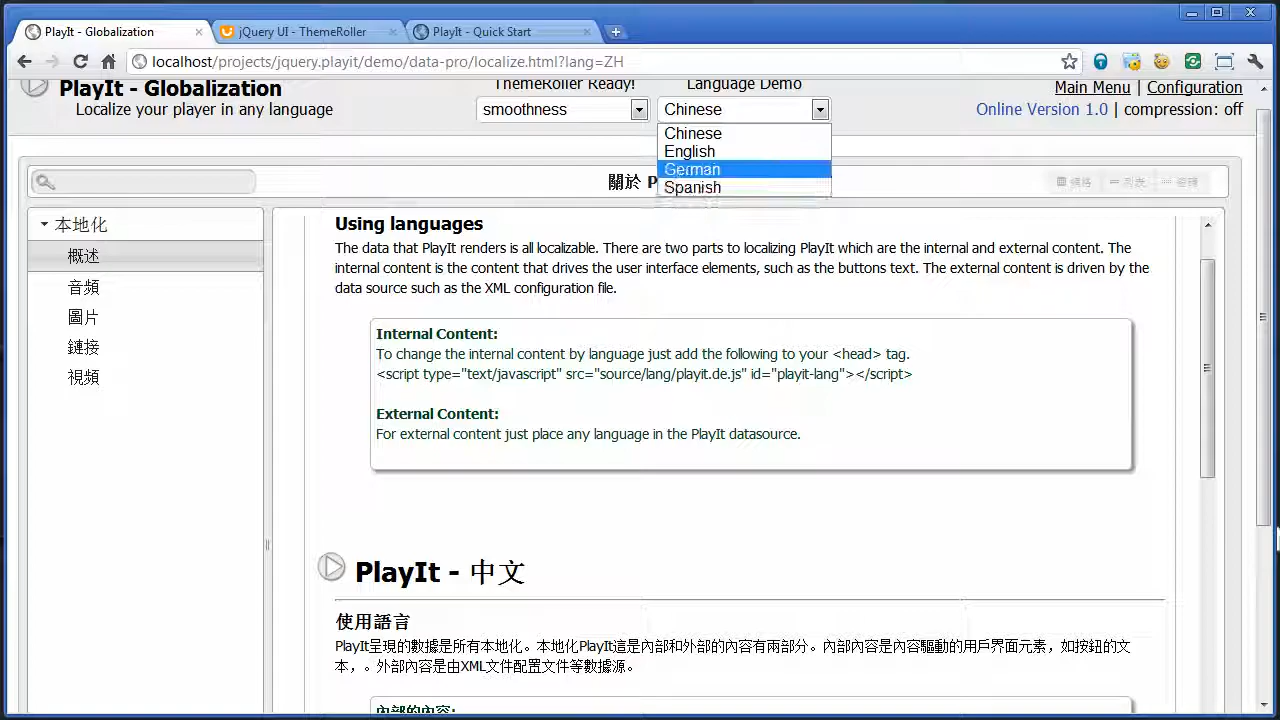 PlayIt - Globalization
jQuery UI - ThemeRoller
PlayIt - Quick Start
localhost/projects/jquery.playit/demo/data-pro/localize.html?lang=ZH
PlayIt - Globalization
ThemeRoller Ready!
Language Demo
Main Menu | Configuration
Localize your player in any language
smoothness
Chinese
Online Version 1.0 | compression: off
Chinese
English
German
Spanish
關於 P
列表
本地化
概述
音頻
圖片
鏈接
視頻
Using languages
The data that PlayIt renders is all localizable. There are two parts to localizing PlayIt which are the internal and external content. The
internal content is the content that drives the user interface elements, such as the buttons text. The external content is driven by the
data source such as the XML configuration file.
Internal Content:
To change the internal content by language just add the following to your <head> tag.
<script type="text/javascript" src="source/lang/playit.de.js" id="playit-lang"></script>
External Content:
For external content just place any language in the PlayIt datasource.
PlayIt - 中文
使用語言
PlayIt呈現的數據是所有本地化。本地化PlayIt這是內部和外部的內容有兩部分。內部內容是內容驅動的用戶界面元素，如按鈕的文
本，。外部內容是由XML文件配置文件等數據源。
內部的內容: